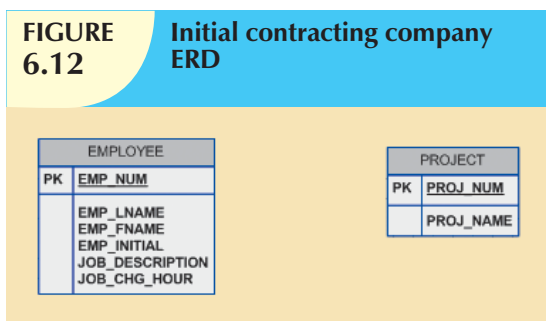 FIGURE
6.12
Initial contracting company
ERD
EMPLOYEE
PK EMP_NUM
EMP_LNAME
EMP_FNAME
EMP_INITIAL
JOB_DESCRIPTION
JOB_CHG_HOUR
PROJECT
PK PROJ_NUM
PROJ_NAME